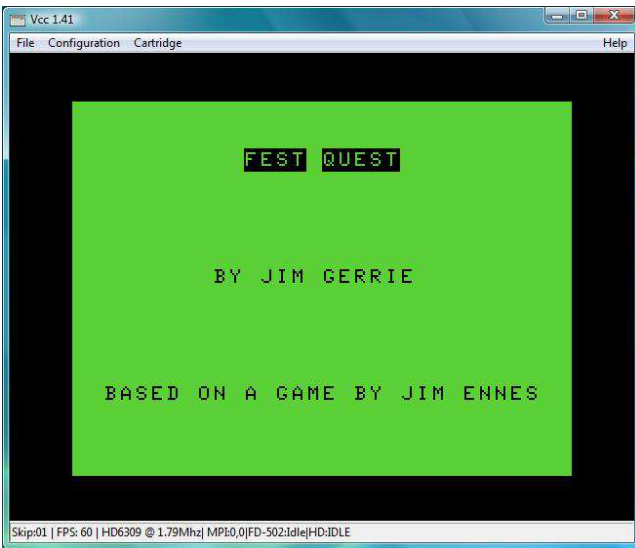 Vcc 1.41
File Configuration Cartridge Help
FEST QUEST
BY JIM GERRIE
BASED ON A GAME BY JIM ENNES
Skip:01 | FPS: 60 | HD6309 @ 1.79Mhz| MPI:0,0|FD-502:Idle|HD:IDLE